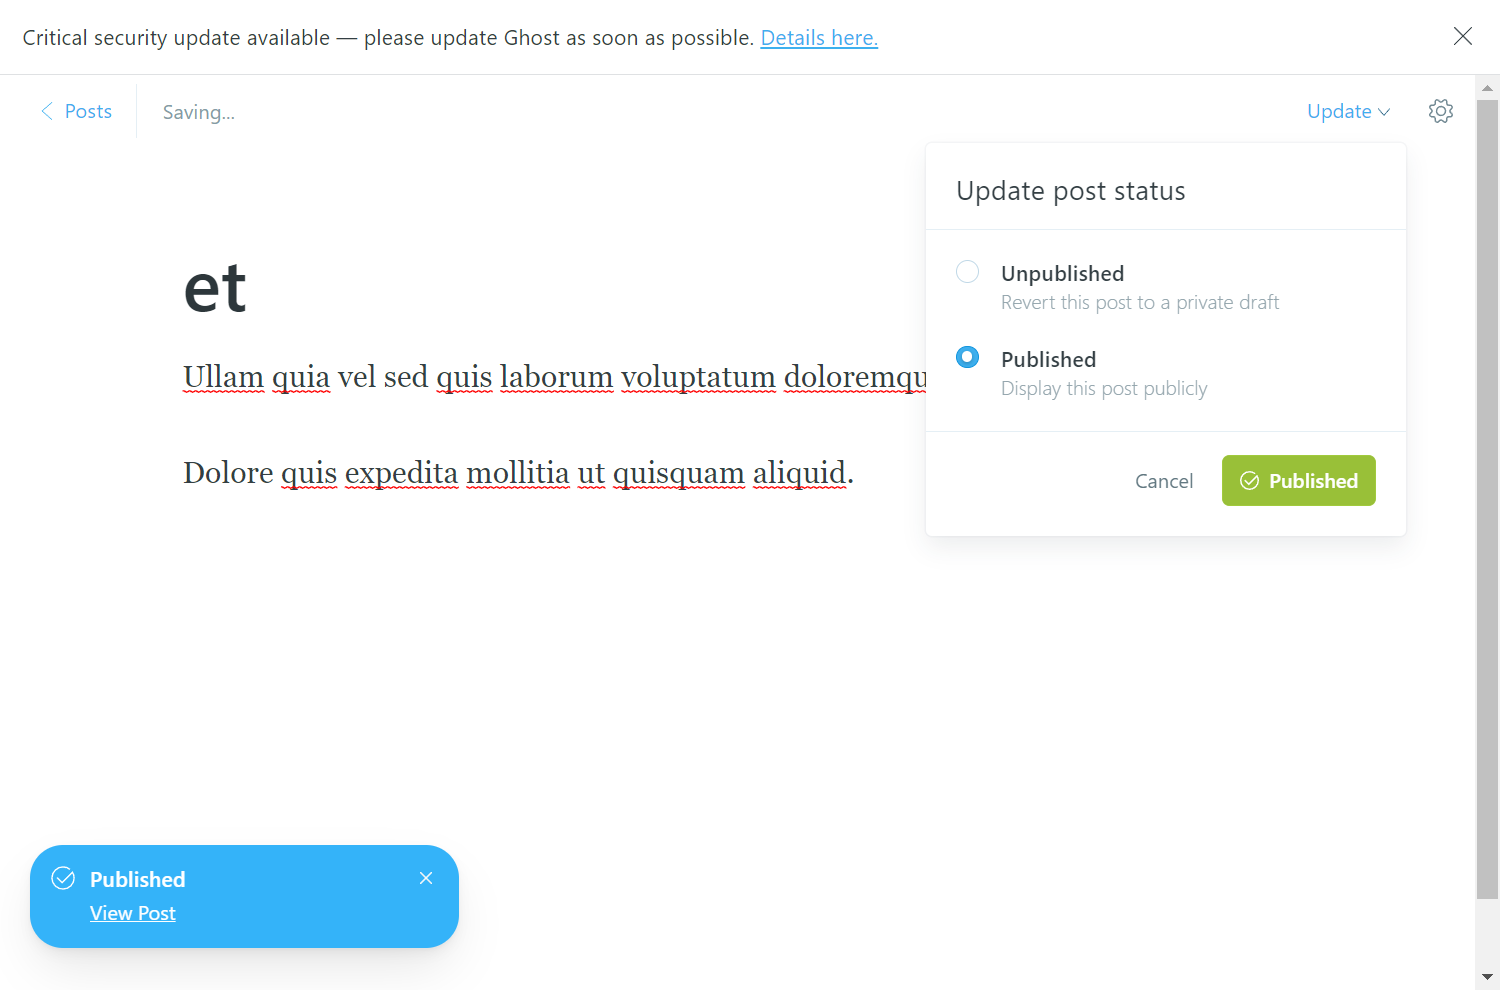 Critical security update available — please update Ghost as soon as possible. Details here.
Posts
Saving...
Update
Update post status
Unpublished
Revert this post to a private draft
Published
Display this post publicly
Cancel
Published
et
Ullam quia vel sed quis laborum voluptatum
Dolore quis expedita mollitia ut quisquam aliquid.
Published
View Post